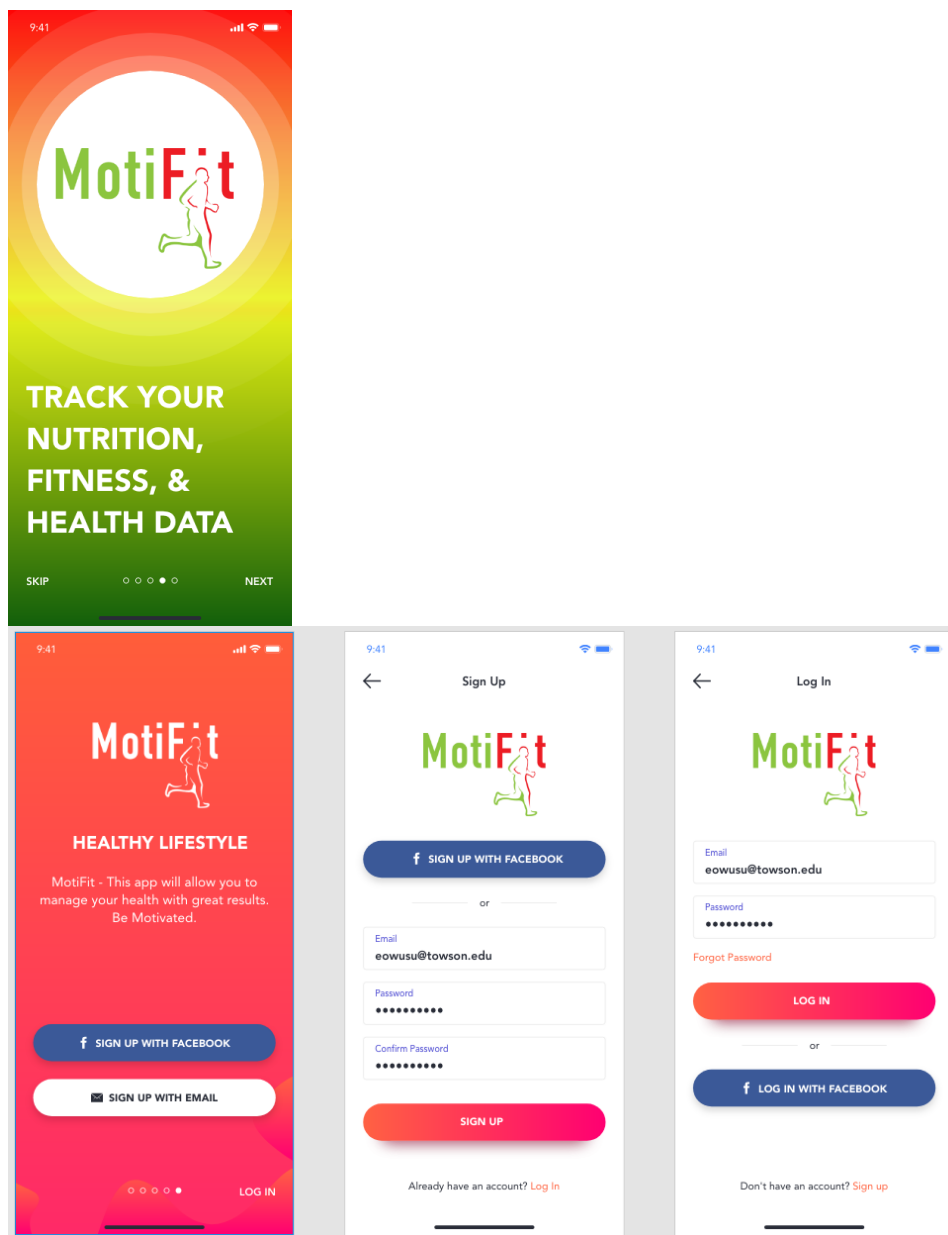 9:41
MotiFit
TRACK YOUR
NUTRITION,
FITNESS, &
HEALTH DATA
SKIP
NEXT
9:41
MotiFit
HEALTHY LIFESTYLE
MotiFit - This app will allow you to
manage your health with great results.
Be Motivated.
f SIGN UP WITH FACEBOOK
SIGN UP WITH EMAIL
LOG IN
9:41
Sign Up
MotiFit
f SIGN UP WITH FACEBOOK
or
Email
eowusu@towson.edu
Password
••••••••••
Confirm Password
••••••••••
SIGN UP
Already have an account? Log In
9:41
Log In
MotiFit
Email
eowusu@towson.edu
Password
••••••••••
Forgot Password
LOG IN
or
f LOG IN WITH FACEBOOK
Don't have an account? Sign up